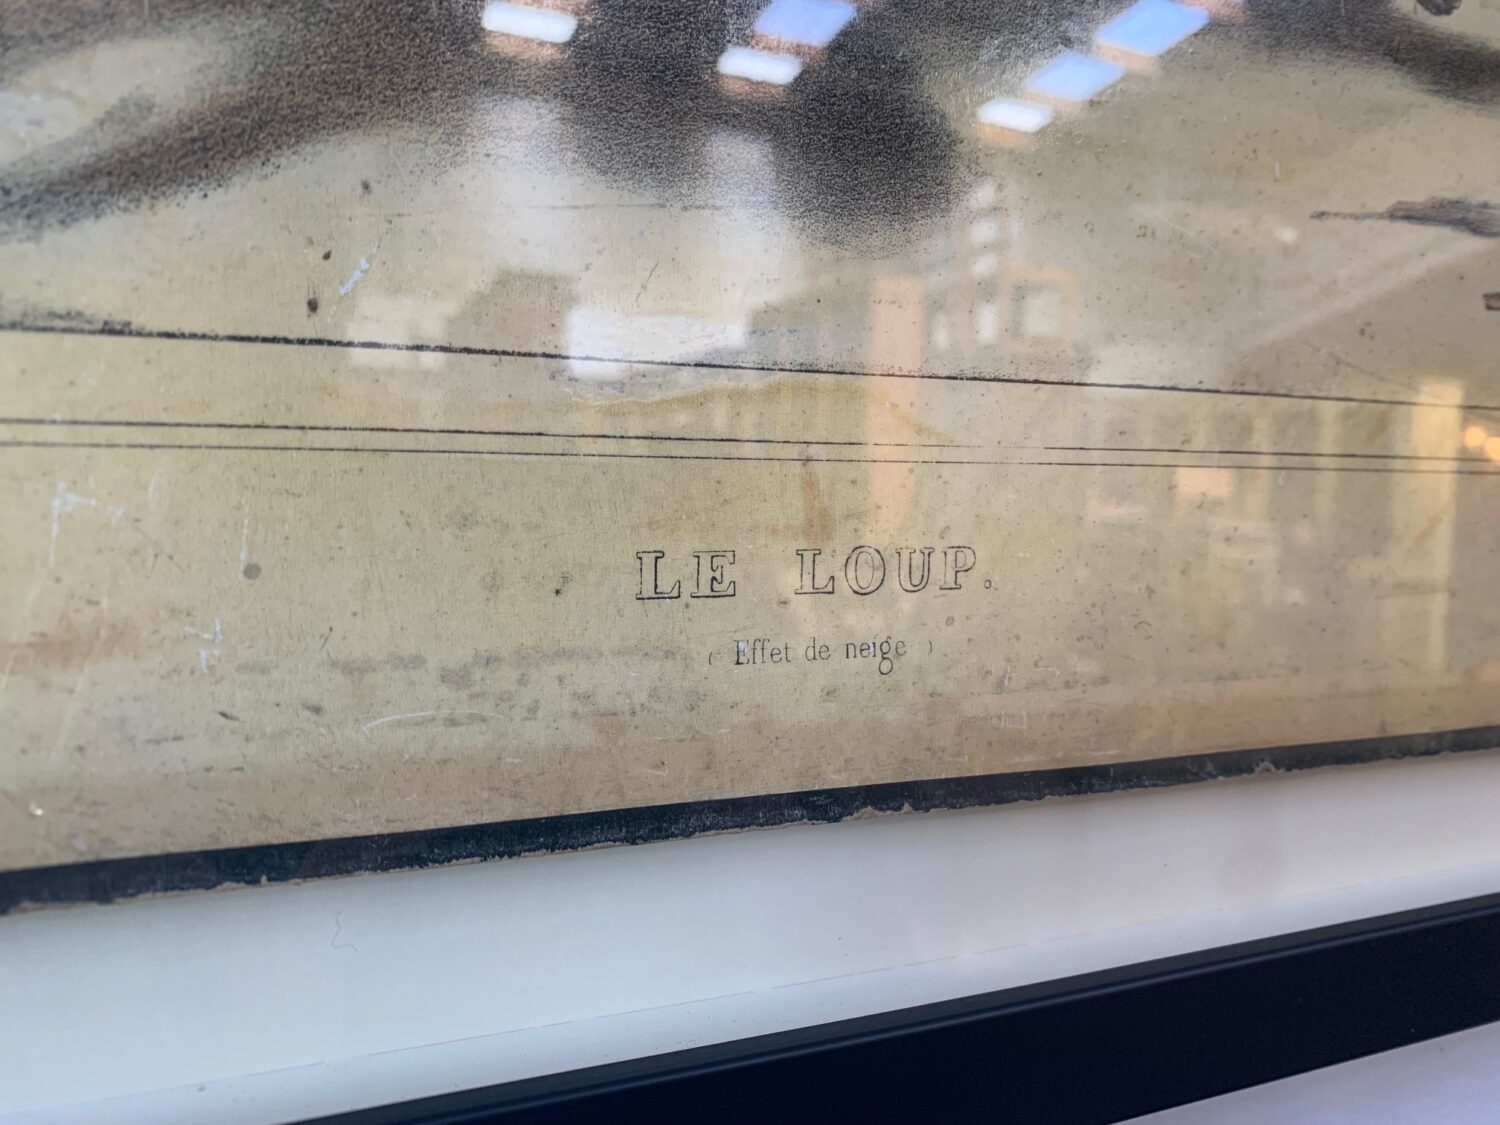 LE LOUP.
( Effet de neige )